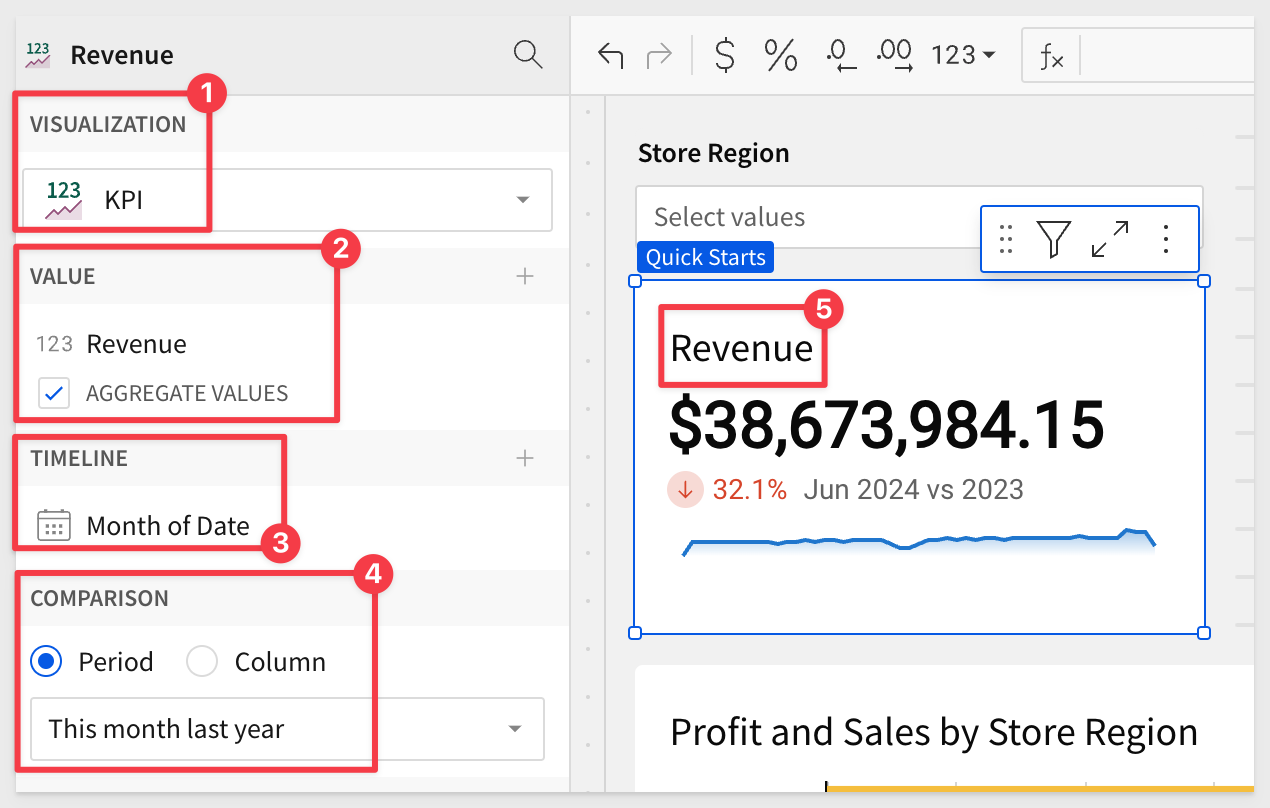 123 Revenue
$ % .0 .00 123 fx
1
VISUALIZATION
123 KPI
2
VALUE
123 Revenue
AGGREGATE VALUES
TIMELINE
Month of Date
3
4
COMPARISON
Period Column
This month last year
Store Region
Select values
Quick Starts
5
Revenue
$38,673,984.15
32.1% Jun 2024 vs 2023
Profit and Sales by Store Region